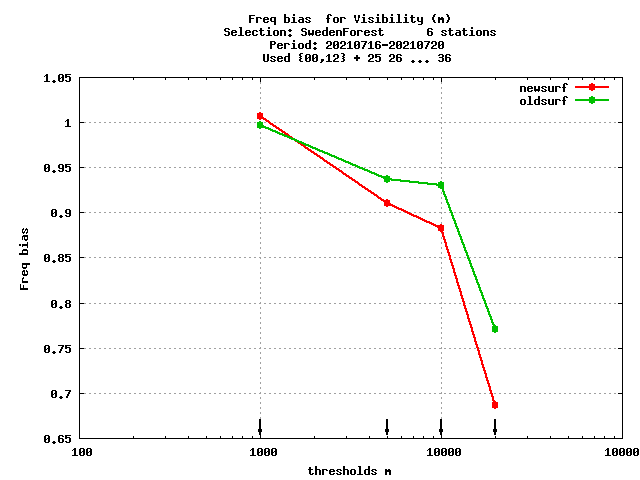 Freq bias  for Visibility (m)
Selection: SwedenForest      6 stations
Period: 20210716-20210720
Used {00,12} + 25 26 ... 36
newsurf
oldsurf
Freq bias
1.05
1
0.95
0.9
0.85
0.8
0.75
0.7
0.65
100 1000 10000 100000
thresholds m